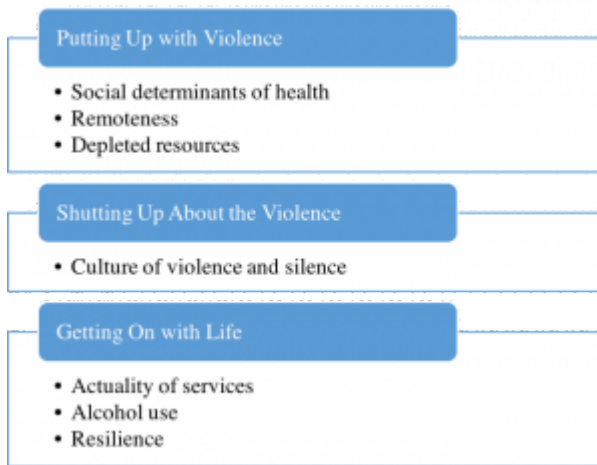 Putting Up with Violence
• Social determinants of health
• Remoteness
• Depleted resources
Shutting Up About the Violence
• Culture of violence and silence
Getting On with Life
• Actuality of services
• Alcohol use
• Resilience